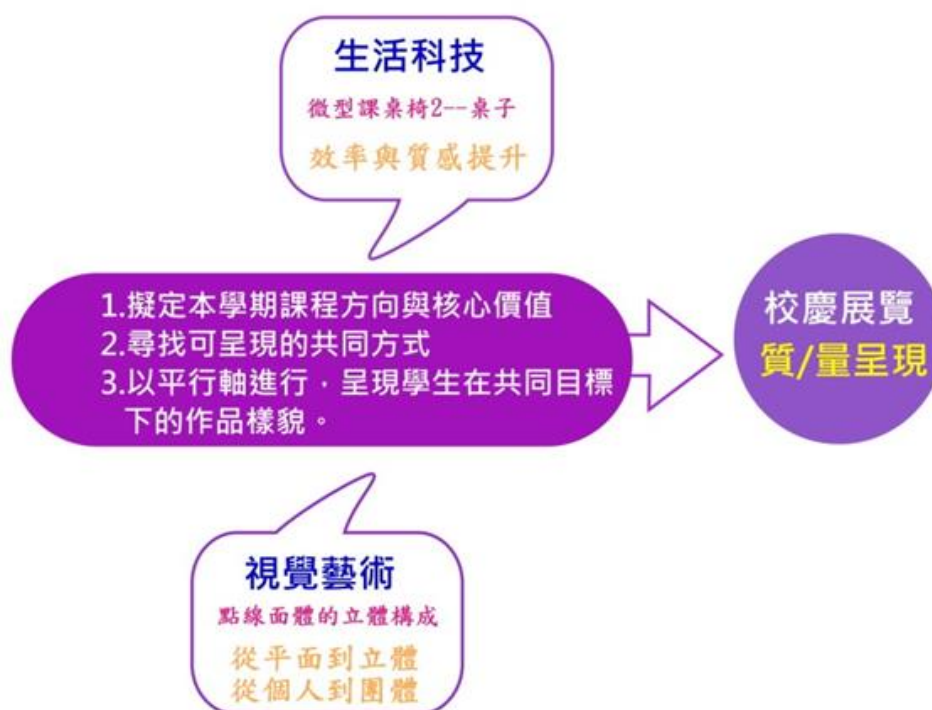 生活科技
微型課桌椅2--桌子
效率與質感提升
1.擬定本學期課程方向與核心價值
2.尋找可呈現的共同方式
3.以平行軸進行，呈現學生在共同目標
下的作品樣貌。
校慶展覽
質/量呈現
視覺藝術
點線面體的立體構成
從平面到立體
從個人到團體